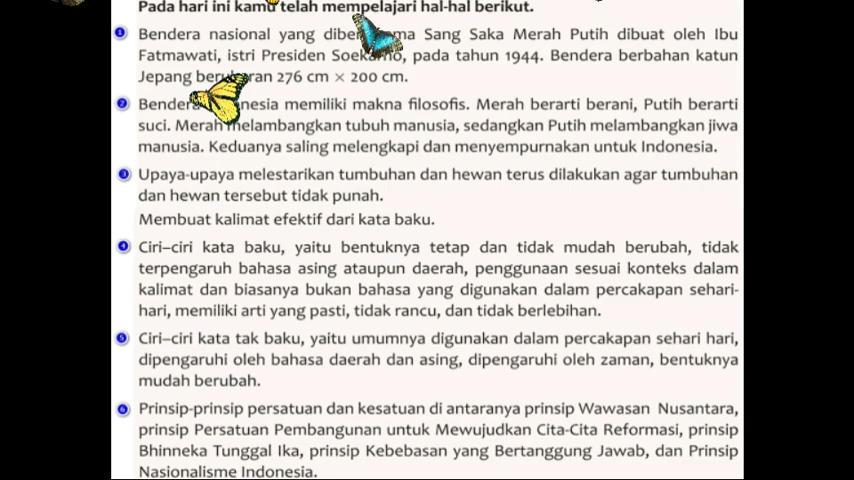 Pada hari ini kamu telah mempelajari hal-hal berikut.
1 Bendera nasional yang Sang Saka Merah Putih dibuat oleh Ibu
Fatmawati, istri Presiden Soekarno, pada tahun 1944. Bendera berbahan katun
Jepang berukuran 276 cm × 200 cm.
2 Bendera memiliki makna filosofis. Merah berarti berani, Putih berarti
suci. Merah melambangkan tubuh manusia, sedangkan Putih melambangkan jiwa
manusia. Keduanya saling melengkapi dan menyempurnakan untuk Indonesia.
3 Upaya-upaya melestarikan tumbuhan dan hewan terus dilakukan agar tumbuhan
dan hewan tersebut tidak punah.
Membuat kalimat efektif dari kata baku.
4 Ciri–ciri kata baku, yaitu bentuknya tetap dan tidak mudah berubah, tidak
terpengaruh bahasa asing ataupun daerah, penggunaan sesuai konteks dalam
kalimat dan biasanya bukan bahasa yang digunakan dalam percakapan sehari-
hari, memiliki arti yang pasti, tidak rancu, dan tidak berlebihan.
5 Ciri–ciri kata tak baku, yaitu umumnya digunakan dalam percakapan sehari hari,
dipengaruhi oleh bahasa daerah dan asing, dipengaruhi oleh zaman, bentuknya
mudah berubah.
6 Prinsip-prinsip persatuan dan kesatuan di antaranya prinsip Wawasan Nusantara,
prinsip Persatuan Pembangunan untuk Mewujudkan Cita-Cita Reformasi, prinsip
Bhinneka Tunggal Ika, prinsip Kebebasan yang Bertanggung Jawab, dan Prinsip
Nasionalisme Indonesia.